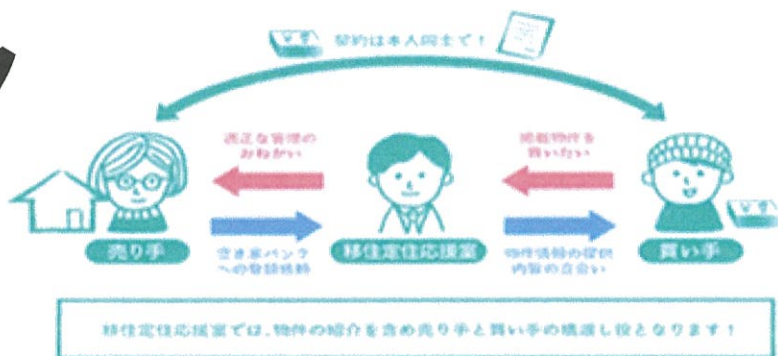 契約は本人同士で！
適正な管理の
おねがい
掲載物件を
買いたい
売り手
空き家バンク
への登録依頼
移住定住応援室
物件情報の提供
内覧の立会い
買い手
移住定住応援室では、物件の紹介を含め売り手と買い手の橋渡し役となります！